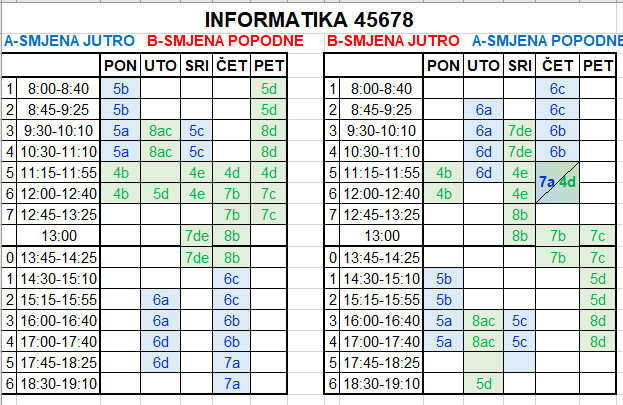 INFORMATIKA 45678
A-SMJENA JUTRO B-SMJENA POPODNE B-SMJENA JUTRO A-SMJENA POPODNE
PON UTO SRI ČET PET PON UTO SRI ČET PET
1 8:00-8:40 5b 5d 1 8:00-8:40 6c
2 8:45-9:25 5b 5d 2 8:45-9:25 6a 6c
3 9:30-10:10 5a 8ac 5c 8d 3 9:30-10:10 6a 7de 6b
4 10:30-11:10 5a 8ac 5c 8d 4 10:30-11:10 6d 7de 6b
5 11:15-11:55 4b 4e 4d 4d 5 11:15-11:55 4b 6d 4e 7a 4d
6 12:00-12:40 4b 5d 4e 7b 7c 6 12:00-12:40 4b 4e
7 12:45-13:25 7b 7c 7 12:45-13:25 8b
13:00 7de 8b 13:00 8b 7b 7c
0 13:45-14:25 7de 8b 0 13:45-14:25 7b 7c
1 14:30-15:10 6c 1 14:30-15:10 5b 5d
2 15:15-15:55 6a 6c 2 15:15-15:55 5b 5d
3 16:00-16:40 6a 6b 3 16:00-16:40 5a 8ac 5c 8d
4 17:00-17:40 6d 6b 4 17:00-17:40 5a 8ac 5c 8d
5 17:45-18:25 6d 7a 5 17:45-18:25
6 18:30-19:10 7a 6 18:30-19:10 5d